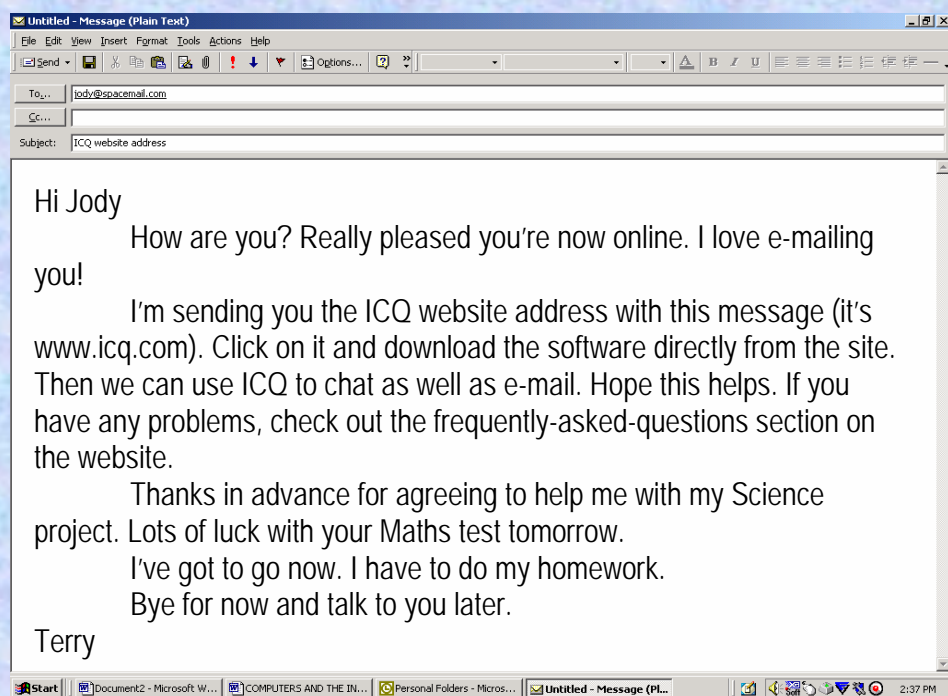 Untitled - Message (Plain Text)
File Edit View Insert Format Tools Actions Help
Send Options... A B I U
To... jody@spacemail.com
Cc...
Subject: ICQ website address
Hi Jody
How are you? Really pleased you're now online. I love e-mailing
you!
I'm sending you the ICQ website address with this message (it's
www.icq.com). Click on it and download the software directly from the site.
Then we can use ICQ to chat as well as e-mail. Hope this helps. If you
have any problems, check out the frequently-asked-questions section on
the website.
Thanks in advance for agreeing to help me with my Science
project. Lots of luck with your Maths test tomorrow.
I've got to go now. I have to do my homework.
Bye for now and talk to you later.
Terry
Start Document2 - Microsoft W... COMPUTERS AND THE IN... Personal Folders - Micros... Untitled - Message (Pl... 2:37 PM